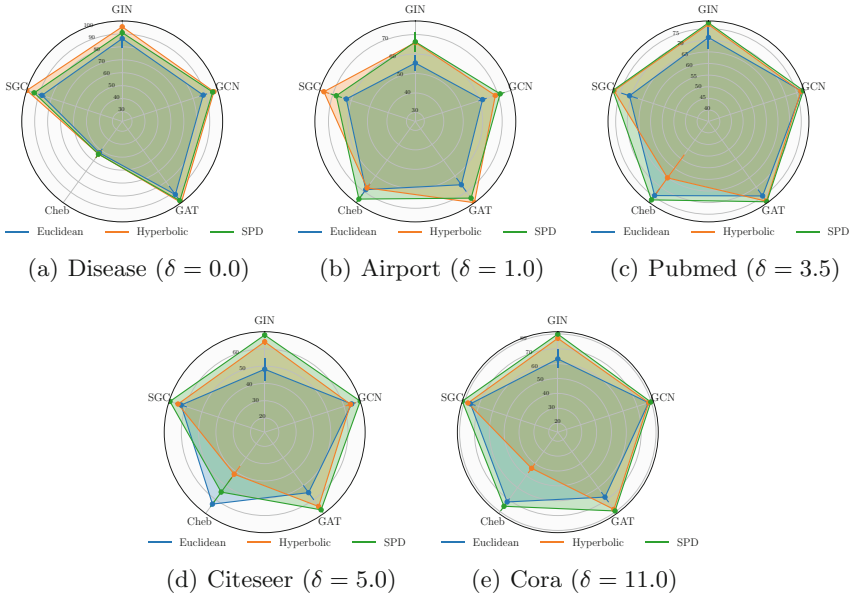 GIN
100
90
80
70
60
50
40
30
SGC
GCN
Cheb
GAT
Euclidean Hyperbolic SPD
(a) Disease (δ = 0.0)
GIN
70
60
50
40
30
SGC
GCN
Cheb
GAT
Euclidean Hyperbolic SPD
(b) Airport (δ = 1.0)
GIN
75
70
65
60
55
50
45
40
SGC
GCN
Cheb
GAT
Euclidean Hyperbolic SPD
(c) Pubmed (δ = 3.5)
GIN
60
50
40
30
20
SGC
GCN
Cheb
GAT
Euclidean Hyperbolic SPD
(d) Citeseer (δ = 5.0)
GIN
80
70
60
50
40
30
20
SGC
GCN
Cheb
GAT
Euclidean Hyperbolic SPD
(e) Cora (δ = 11.0)